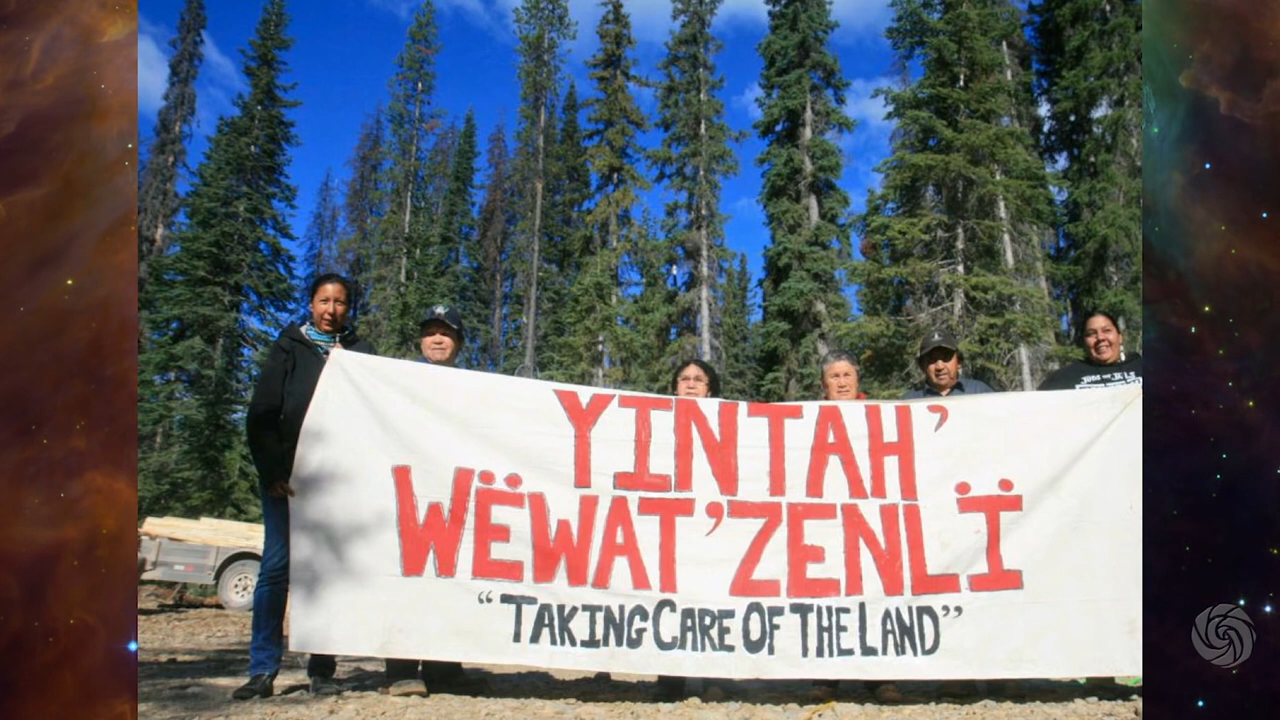 YINTAH’
WËWAT’ZENLÏ
“TAKING CARE OF THE LAND”